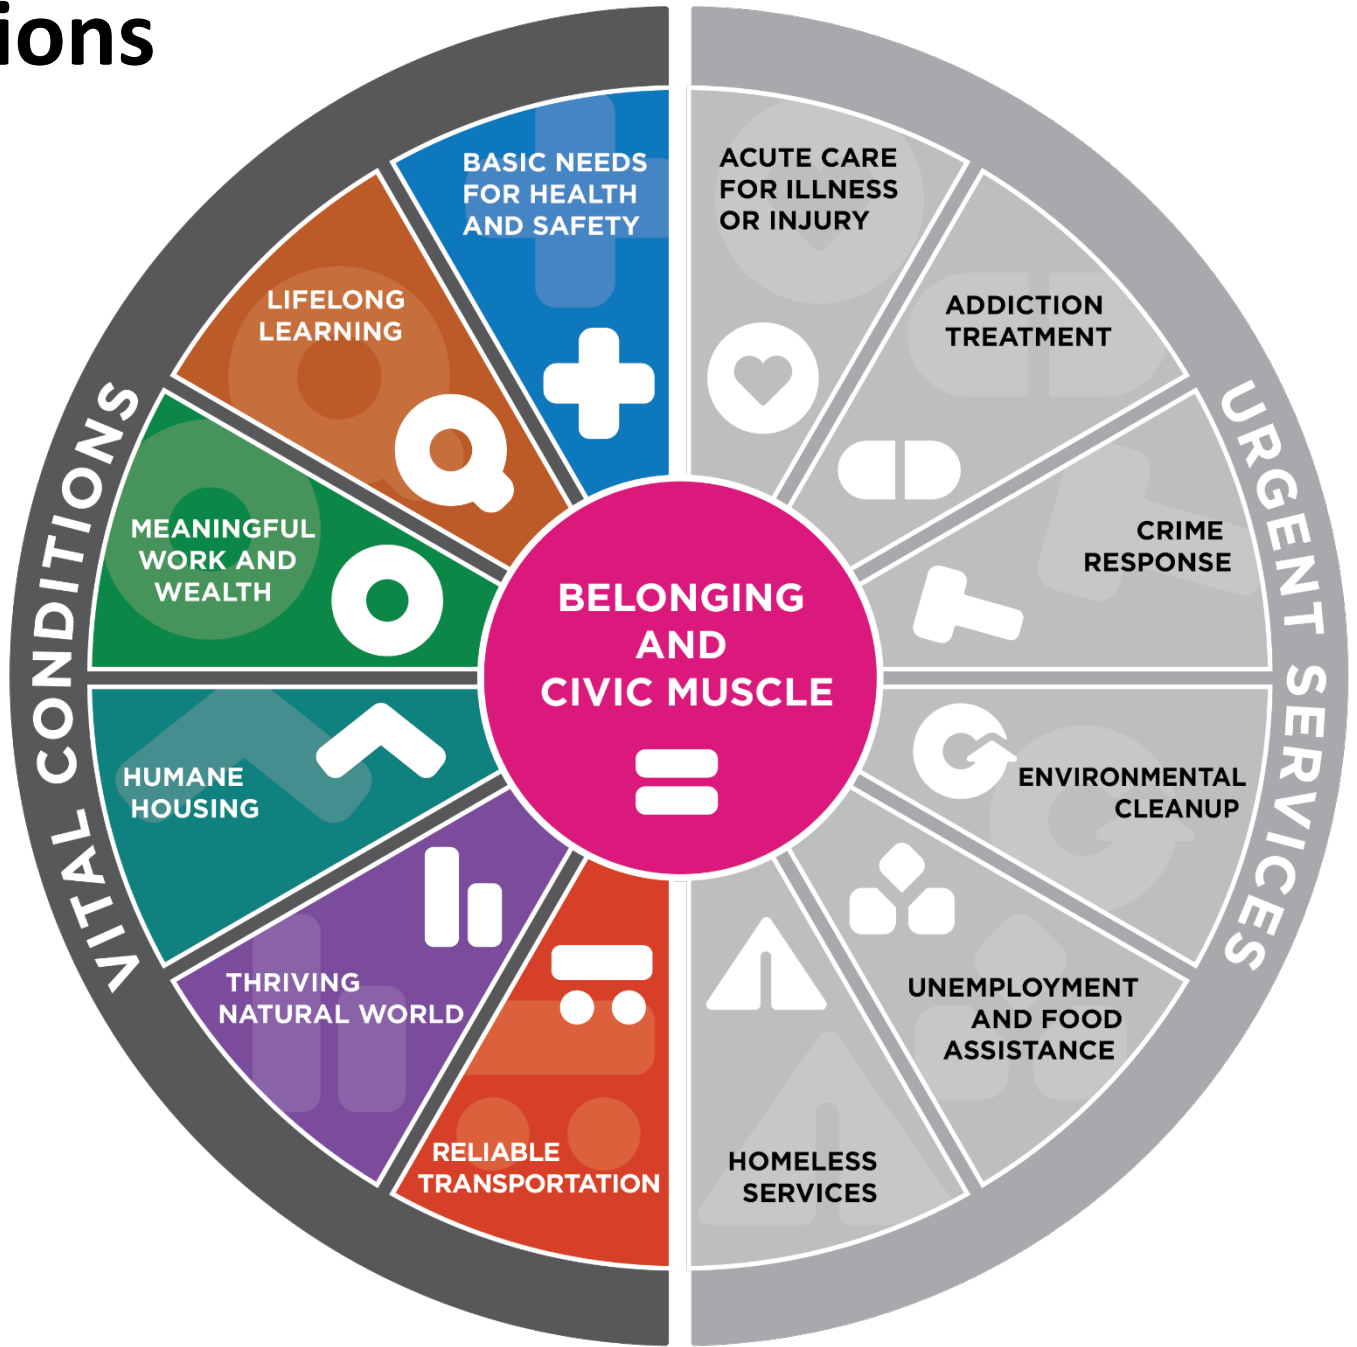 ions
BASIC NEEDS
FOR HEALTH
AND SAFETY
ACUTE CARE
FOR ILLNESS
OR INJURY
LIFELONG
LEARNING
ADDICTION
TREATMENT
MEANINGFUL
WORK AND
WEALTH
CRIME
RESPONSE
BELONGING
AND
CIVIC MUSCLE
VITAL CONDITIONS
URGENT SERVICES
HUMANE
HOUSING
ENVIRONMENTAL
CLEANUP
THRIVING
NATURAL WORLD
UNEMPLOYMENT
AND FOOD
ASSISTANCE
RELIABLE
TRANSPORTATION
HOMELESS
SERVICES